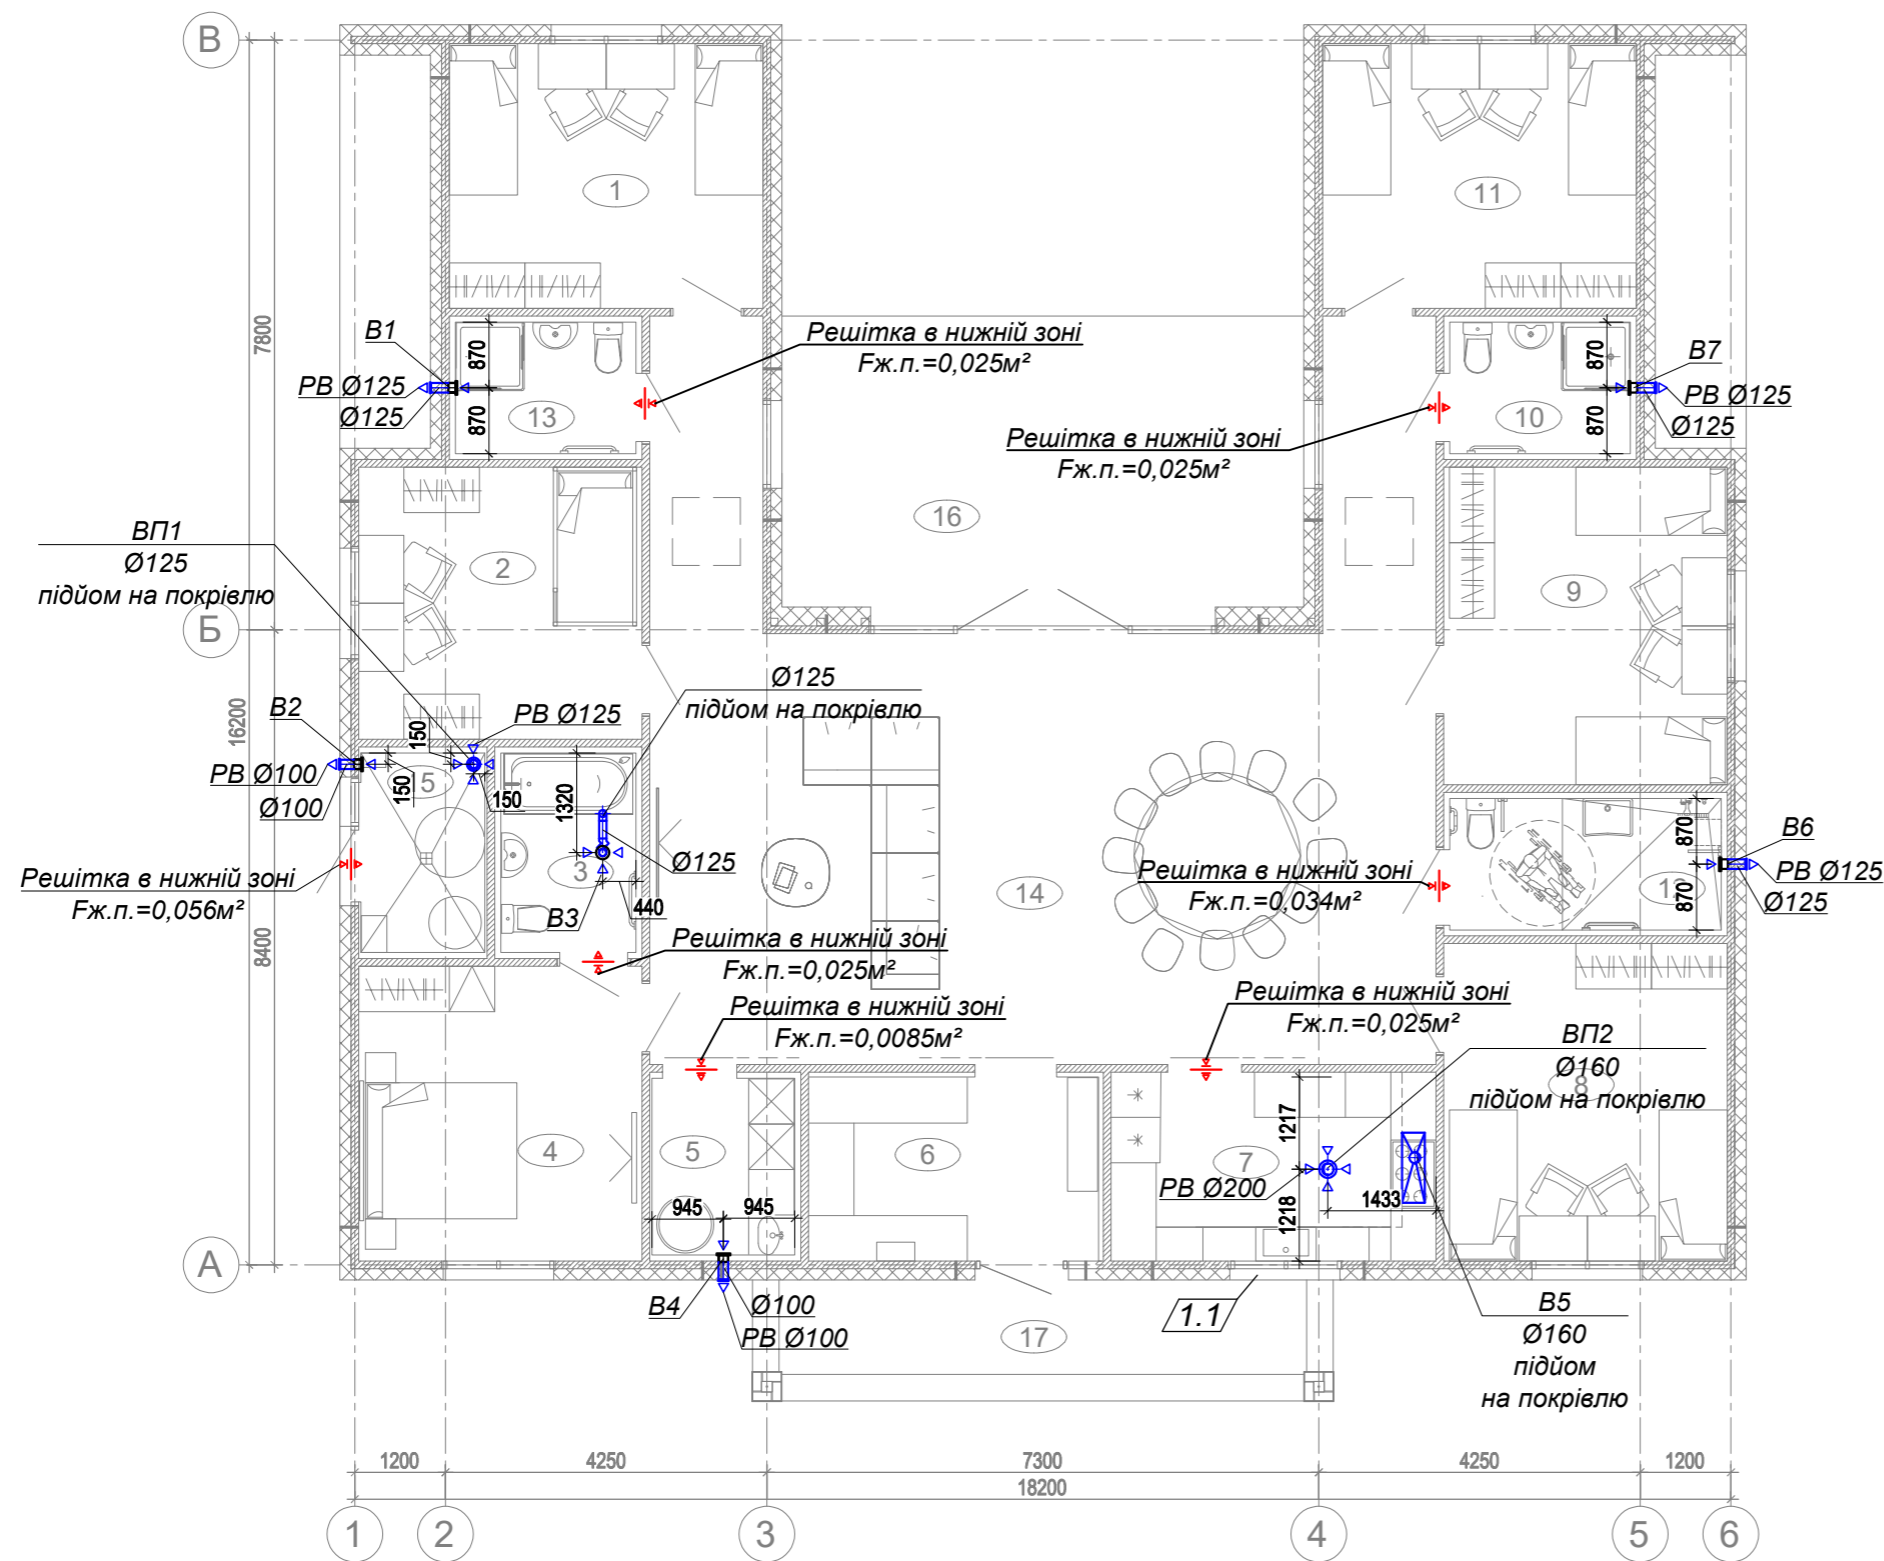 В
1
11
7800
В1
РВ Ø125
Ø125
870
870
13
Решітка в нижній зоні
Fж.п.=0,025м²
Решітка в нижній зоні
Fж.п.=0,025м²
870
870
10
В7
РВ Ø125
Ø125
ВП1
Ø125
підйом на покрівлю
2
16
9
Б
16200
В2
РВ Ø100
Ø100
150
150
150
5
РВ Ø125
Ø125
підйом на покрівлю
1320
Ø125
3
440
В3
14
Решітка в нижній зоні
Fж.п.=0,034м²
870
870
12
В6
РВ Ø125
Ø125
Решітка в нижній зоні
Fж.п.=0,056м²
8400
Решітка в нижній зоні
Fж.п.=0,025м²
Решітка в нижній зоні
Fж.п.=0,0085м²
Решітка в нижній зоні
Fж.п.=0,025м²
ВП2
Ø160
підйом на покрівлю
8
4
5
6
7
1217
1218
РВ Ø200
1433
945
945
А
В4
Ø100
РВ Ø100
17
1.1
В5
Ø160
підйом
на покрівлю
1200
4250
7300
4250
1200
18200
1
2
3
4
5
6